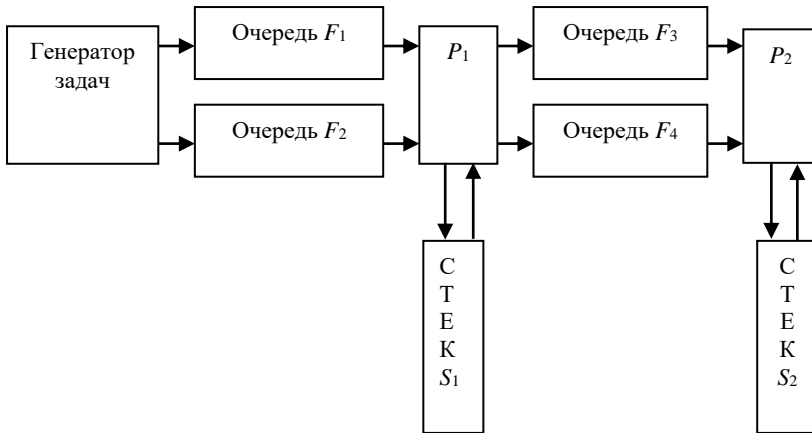 Генератор
задач
Очередь F1
Очередь F2
P1
Очередь F3
Очередь F4
P2
С
Т
Е
К
S1
С
Т
Е
К
S2